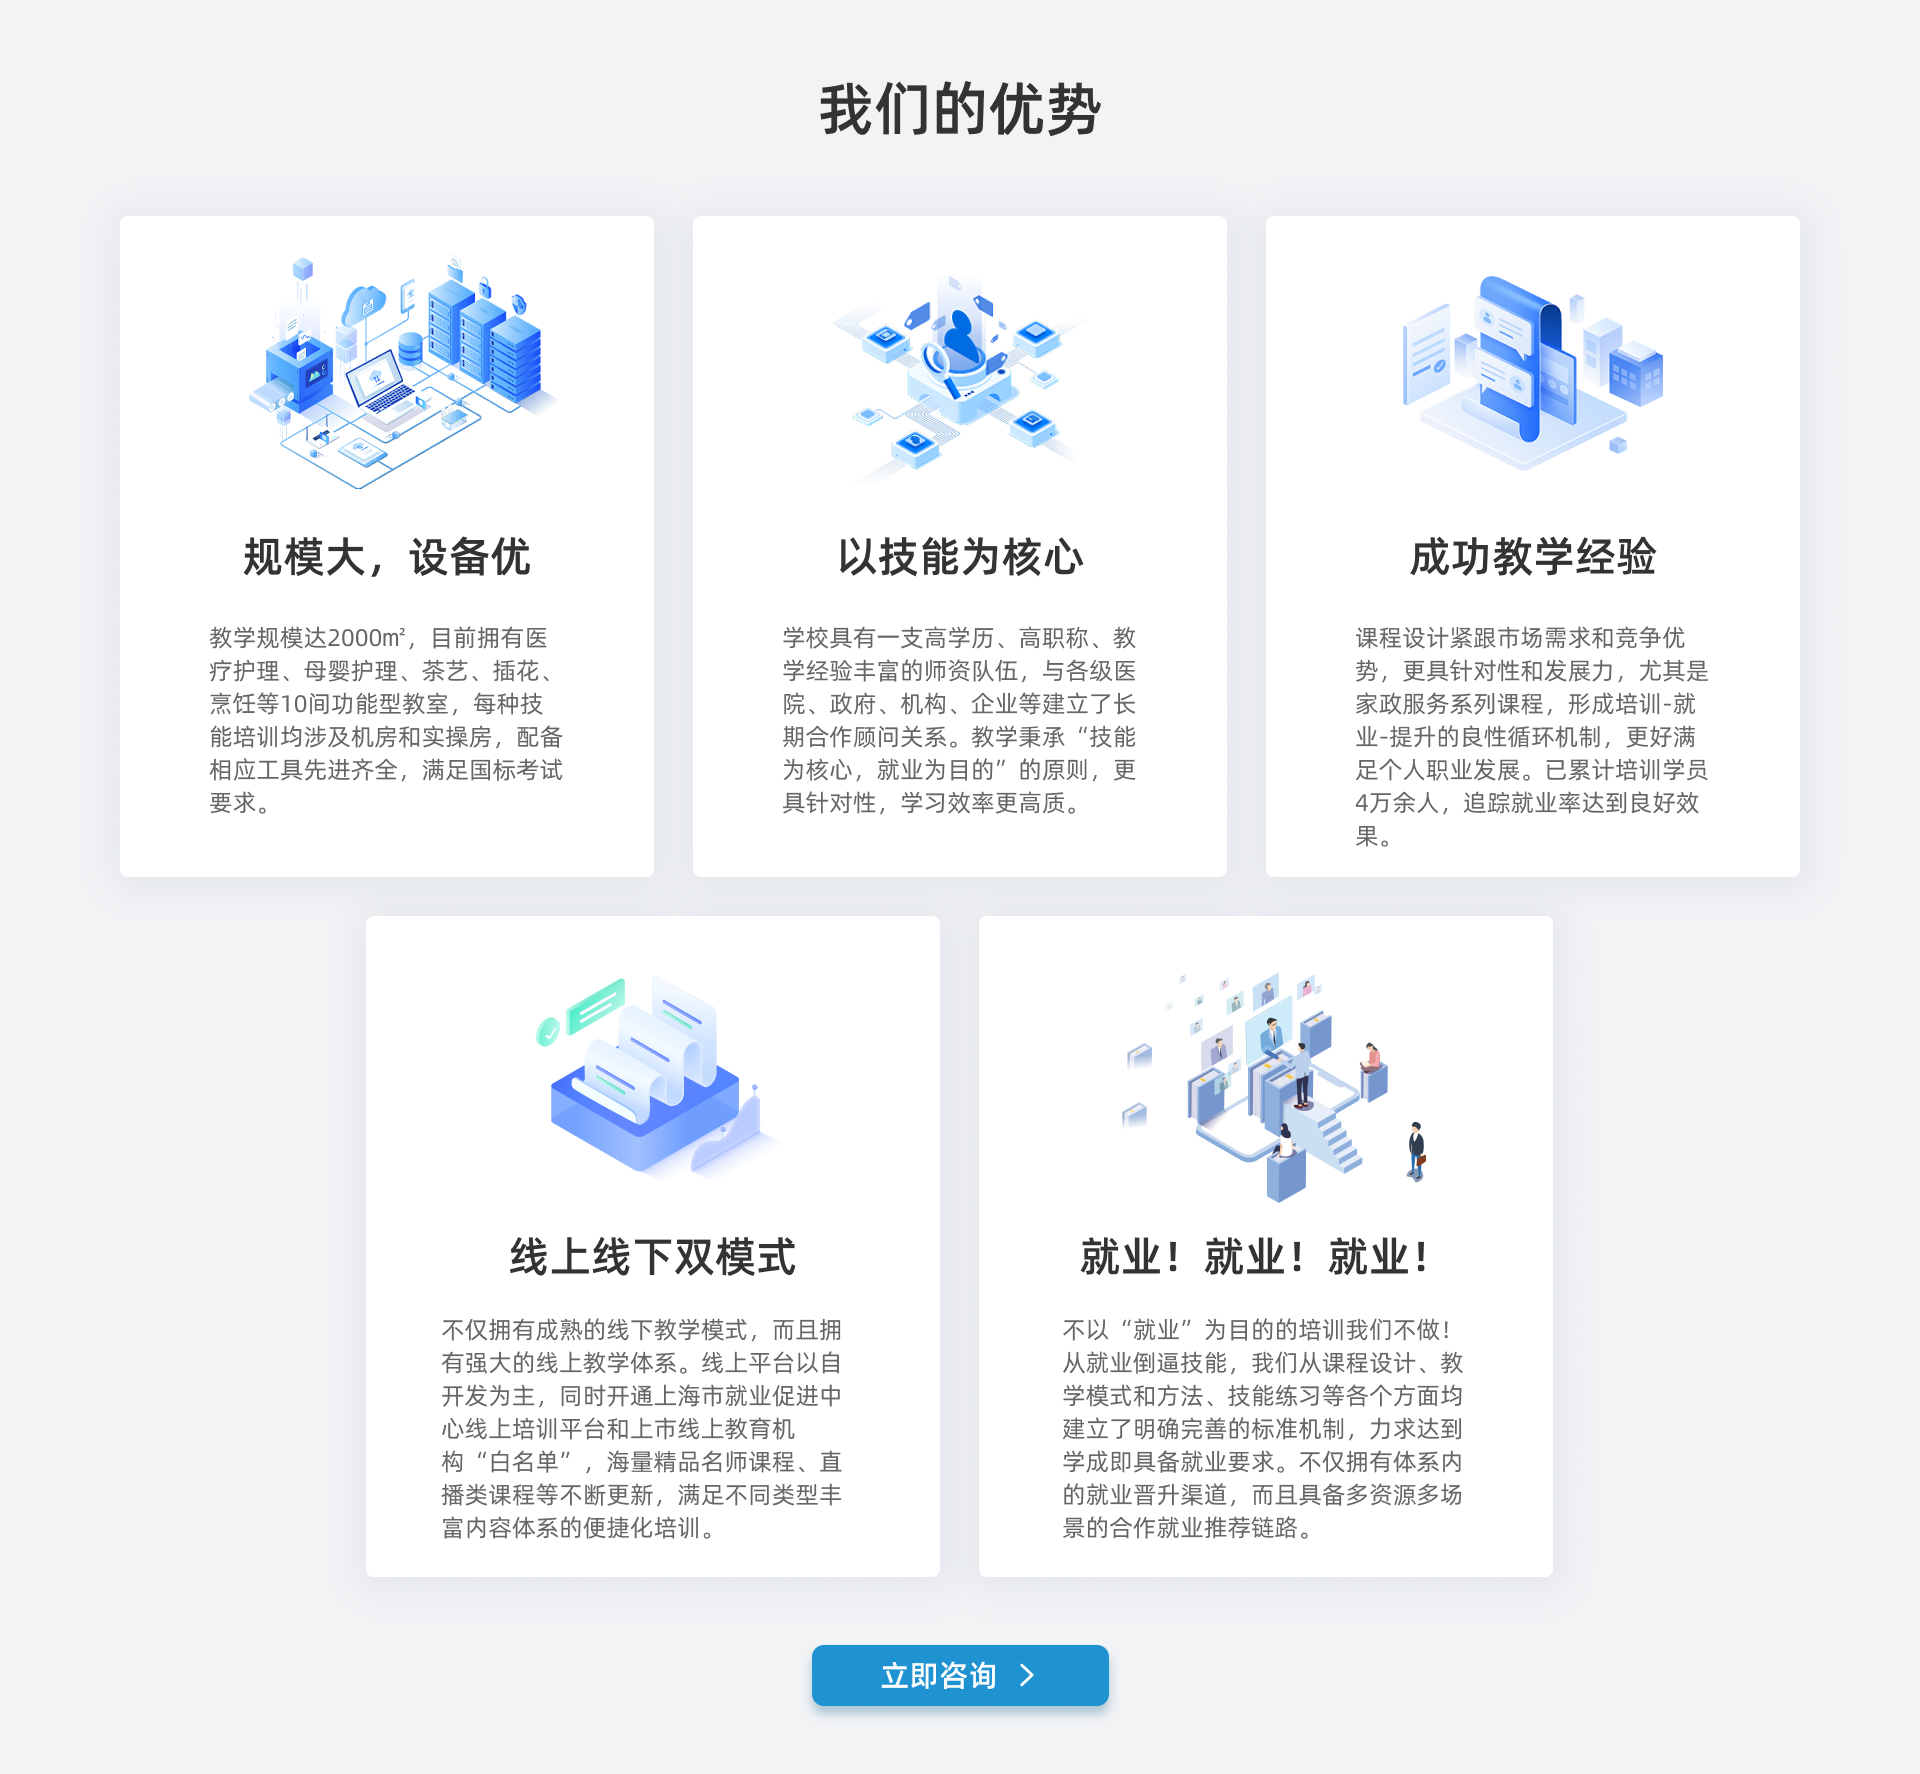 我们的优势
规模大，设备优
教学规模达2000㎡，目前拥有医
疗护理、母婴护理、茶艺、插花、
烹饪等10间功能型教室，每种技
能培训均涉及机房和实操房，配备
相应工具先进齐全，满足国标考试
要求。
以技能为核心
学校具有一支高学历、高职称、教
学经验丰富的师资队伍，与各级医
院、政府、机构、企业等建立了长
期合作顾问关系。教学秉承“技能
为核心，就业为目的”的原则，更
具针对性，学习效率更高质。
成功教学经验
课程设计紧跟市场需求和竞争优
势，更具针对性和发展力，尤其是
家政服务系列课程，形成培训-就
业-提升的良性循环机制，更好满
足个人职业发展。已累计培训学员
4万余人，追踪就业率达到良好效
果。
线上线下双模式
不仅拥有成熟的线下教学模式，而且拥
有强大的线上教学体系。线上平台以自
开发为主，同时开通上海市就业促进中
心线上培训平台和上市线上教育机
构“白名单”，海量精品名师课程、直
播类课程等不断更新，满足不同类型丰
富内容体系的便捷化培训。
就业！就业！就业！
不以“就业”为目的的培训我们不做！
从就业倒逼技能，我们从课程设计、教
学模式和方法、技能练习等各个方面均
建立了明确完善的标准机制，力求达到
学成即具备就业要求。不仅拥有体系内
的就业晋升渠道，而且具备多资源多场
景的合作就业推荐链路。
立即咨询